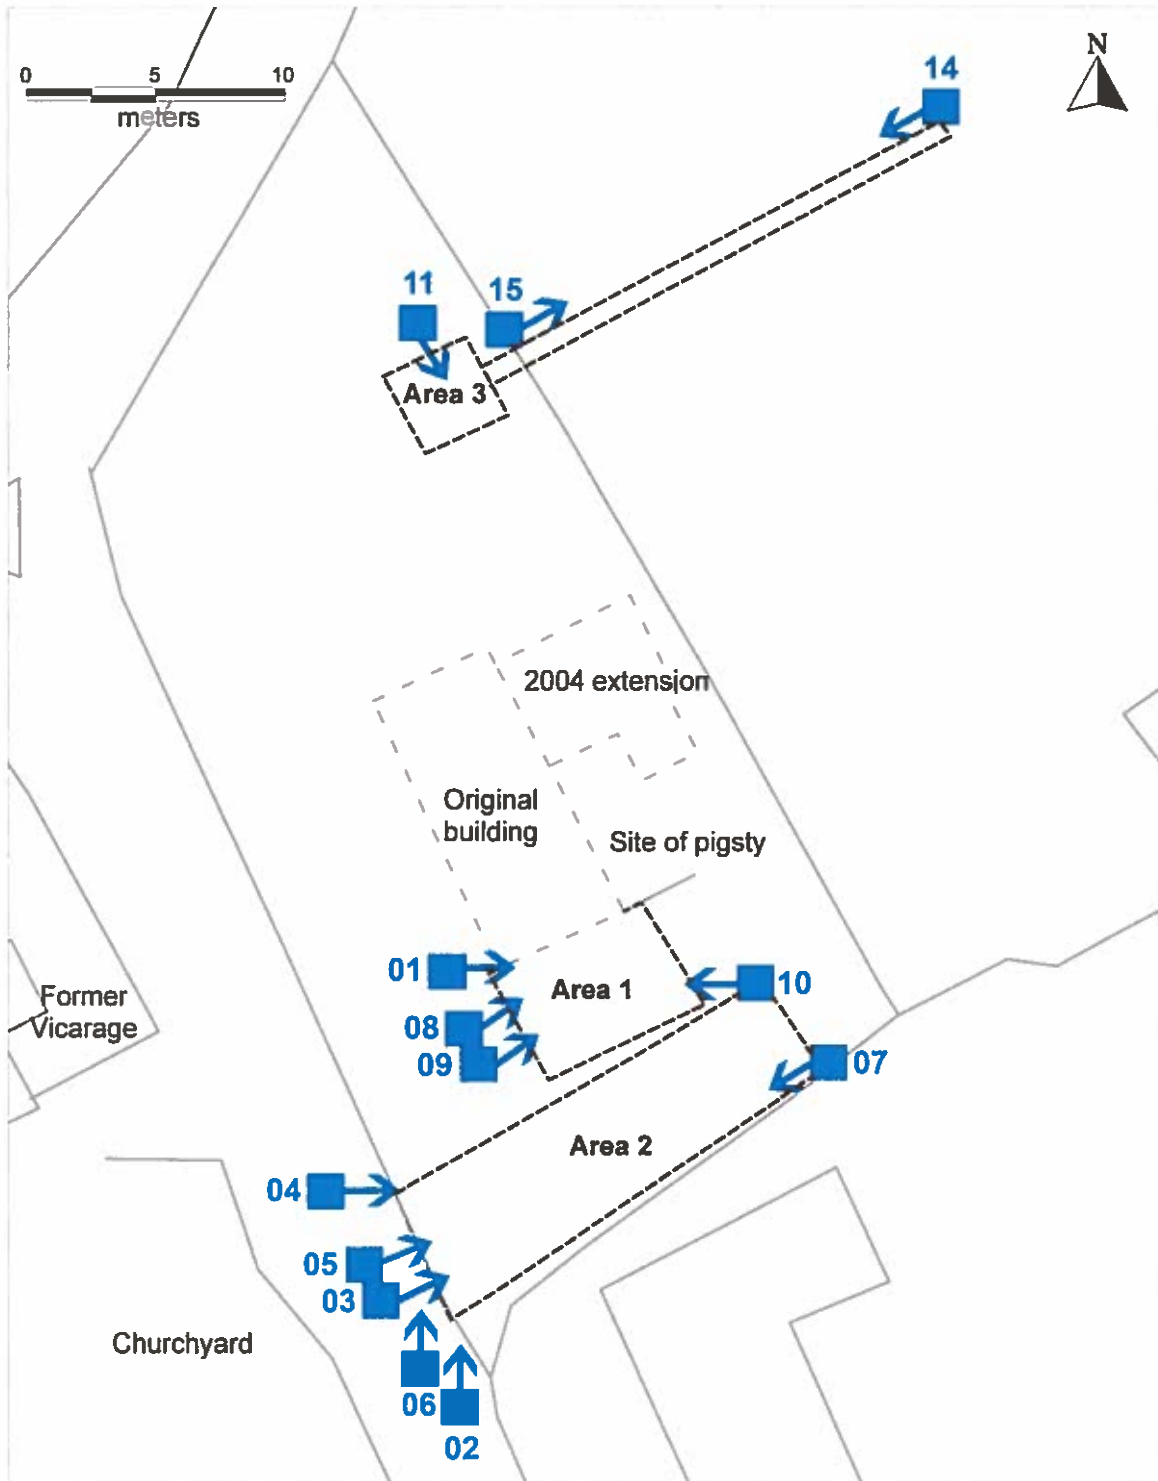 0 5 10
meters
N
14
11
15
Area 3
2004 extension
Original
building
Site of pigsty
01
Area 1
10
Former
Vicarage
08
09
07
Area 2
04
05
03
Churchyard
06
02